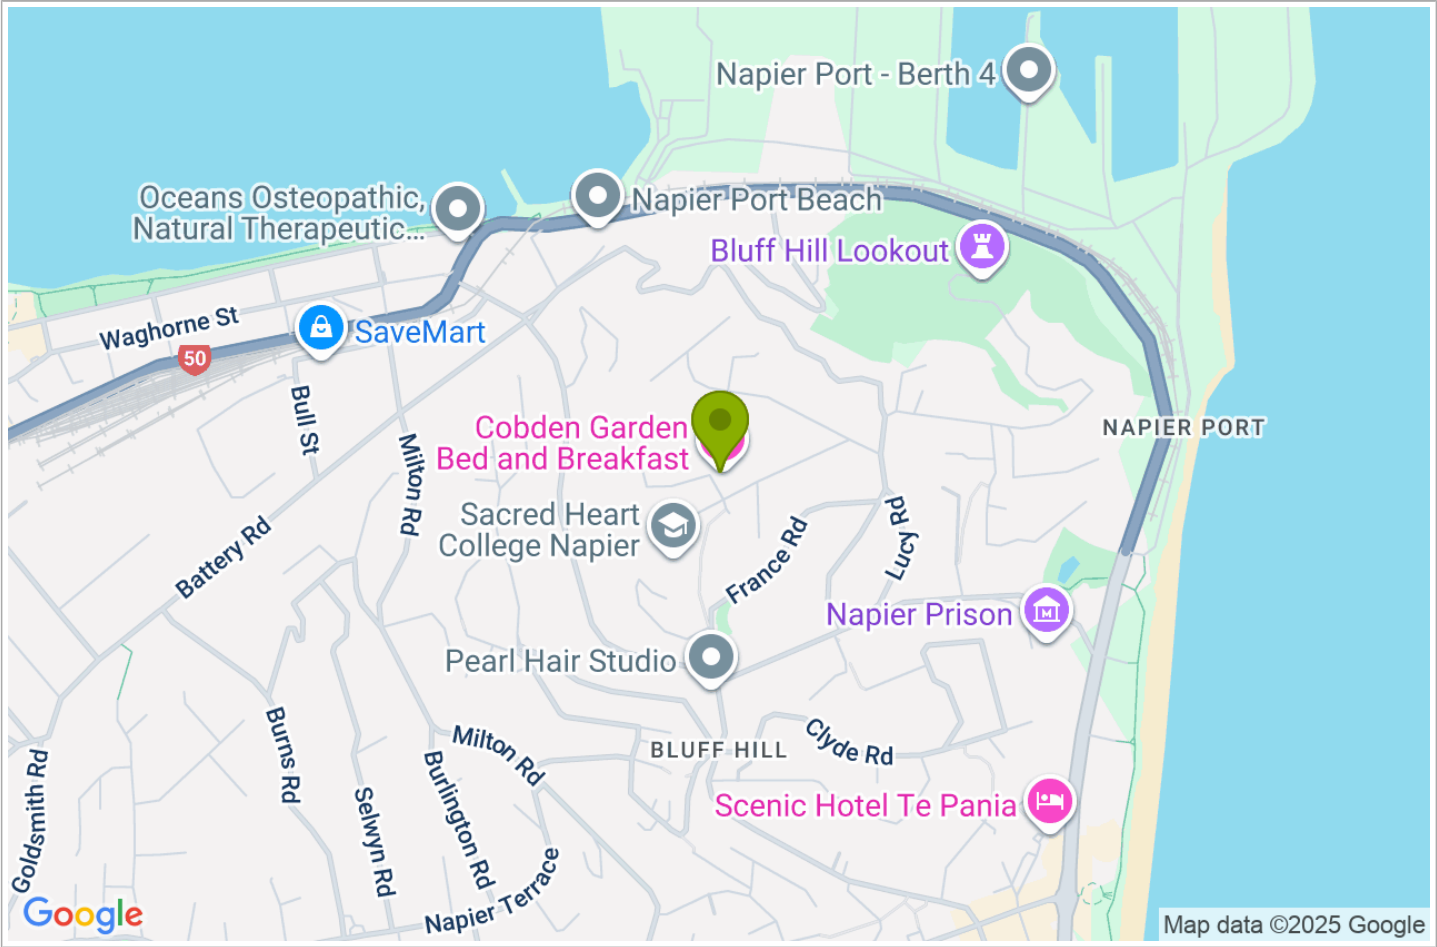 Napier Port - Berth 4
Oceans Osteopathic,
Natural Therapeutic...
Napier Port Beach
Bluff Hill Lookout
Waghorne St
SaveMart
50
Bull St
Cobden Garden
Bed and Breakfast
NAPIER PORT
Milton Rd
Sacred Heart
College Napier
Lucy Rd
France Rd
Battery Rd
Napier Prison
Pearl Hair Studio
Burns Rd
Milton Rd
BLUFF HILL
Clyde Rd
Goldsmith Rd
Selwyn Rd
Burlington Rd
Scenic Hotel Te Pania
Napier Terrace
Google
Map data ©2025 Google